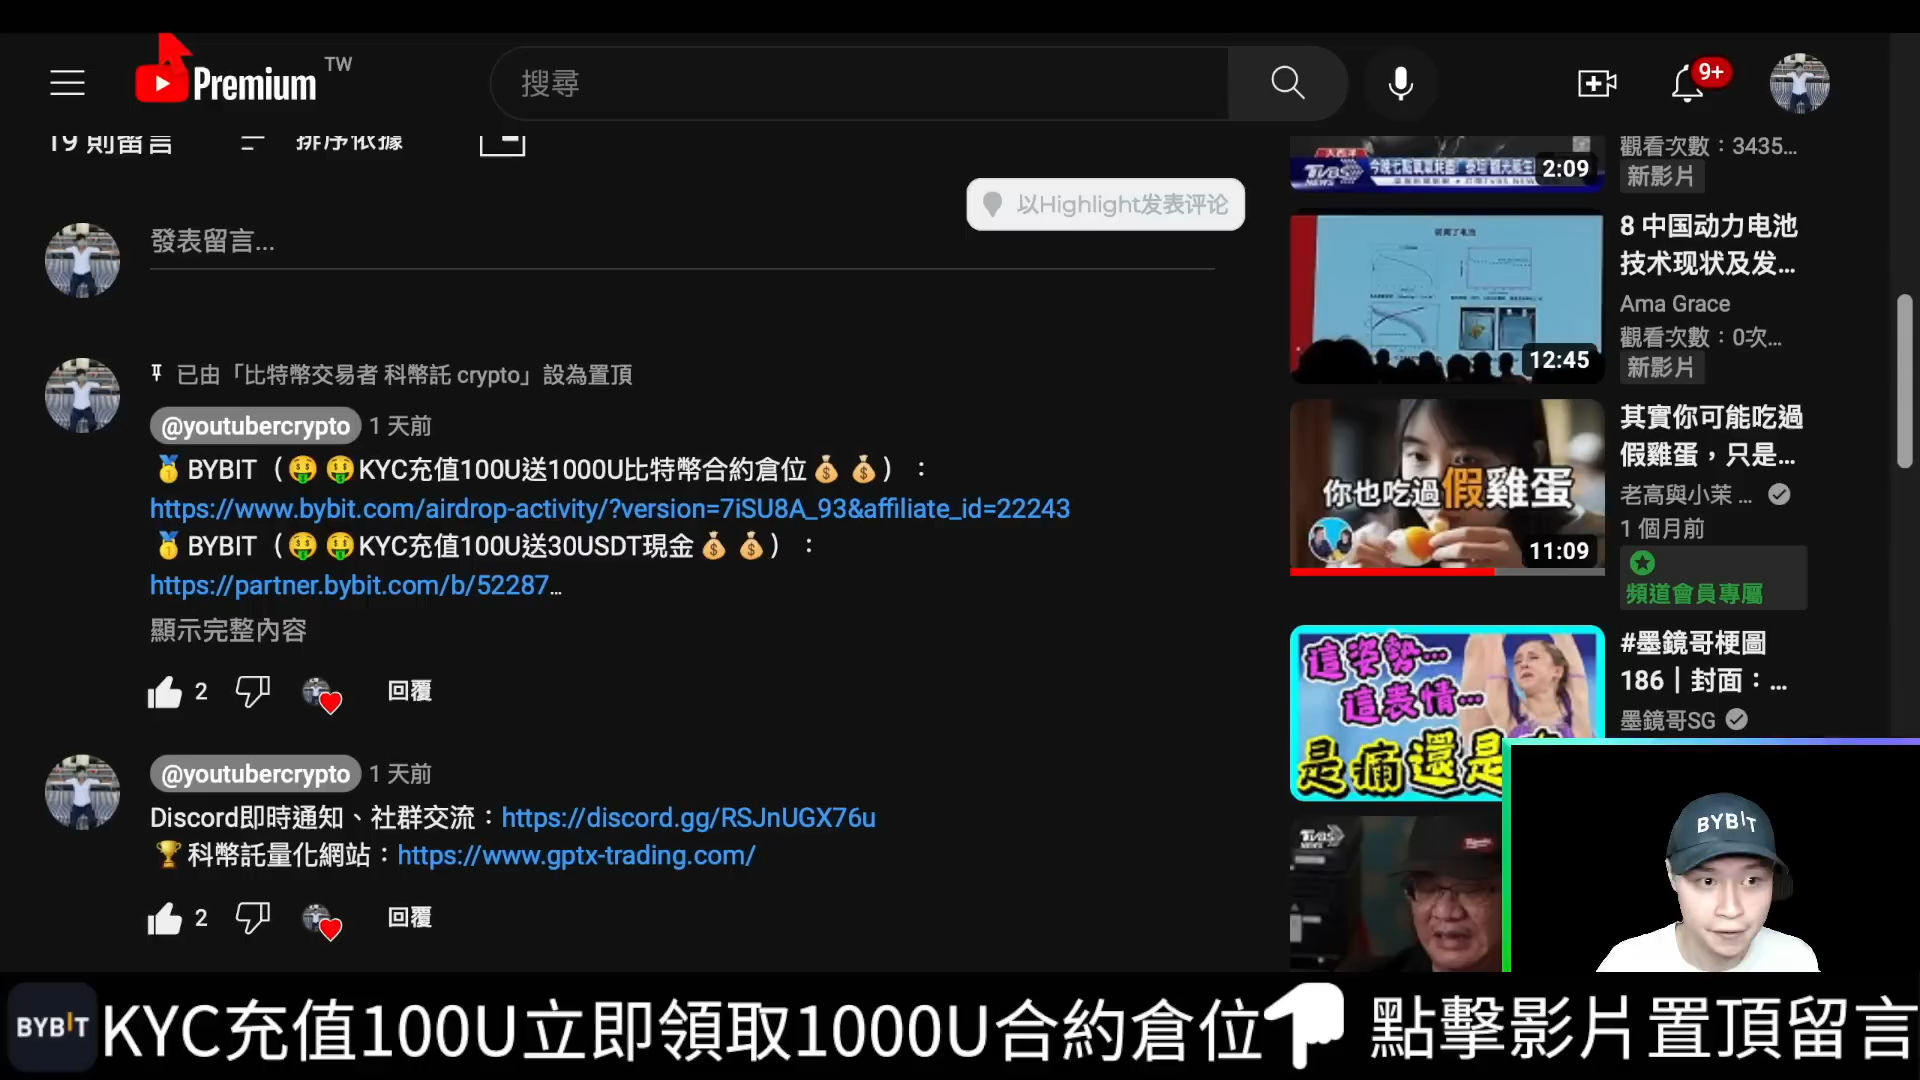 Premium TW
搜尋
9+
19 則留言
排序依據
以Highlight发表评论
發表留言...
已由「比特幣交易者 科幣託 crypto」設為置頂
@youtubercrypto 1 天前
🥇BYBIT（🤑 🤑KYC充值100U送1000U比特幣合約倉位💰 💰）：
https://www.bybit.com/airdrop-activity/?version=7iSU8A_93&affiliate_id=22243
🥇BYBIT（🤑 🤑KYC充值100U送30USDT現金💰 💰）：
https://partner.bybit.com/b/52287...
顯示完整內容
2
回覆
@youtubercrypto 1 天前
Discord即時通知、社群交流：https://discord.gg/RSJnUGX76u
🏆科幣託量化網站：https://www.gptx-trading.com/
2
回覆
TVBS NEWS
2:09
觀看次數：3435...
新影片
12:45
8 中国动力电池
技术现状及发...
Ama Grace
觀看次數：0次...
新影片
你也吃過假雞蛋
11:09
其實你可能吃過
假雞蛋，只是...
老高與小茉 ...
1 個月前
頻道會員專屬
這姿勢...
這表情...
是痛還是
#墨鏡哥梗圖
186｜封面：...
墨鏡哥SG
TVBS NEWS
BYBIT
BYBIT KYC充值100U立即領取1000U合約倉位👇點擊影片置頂留言